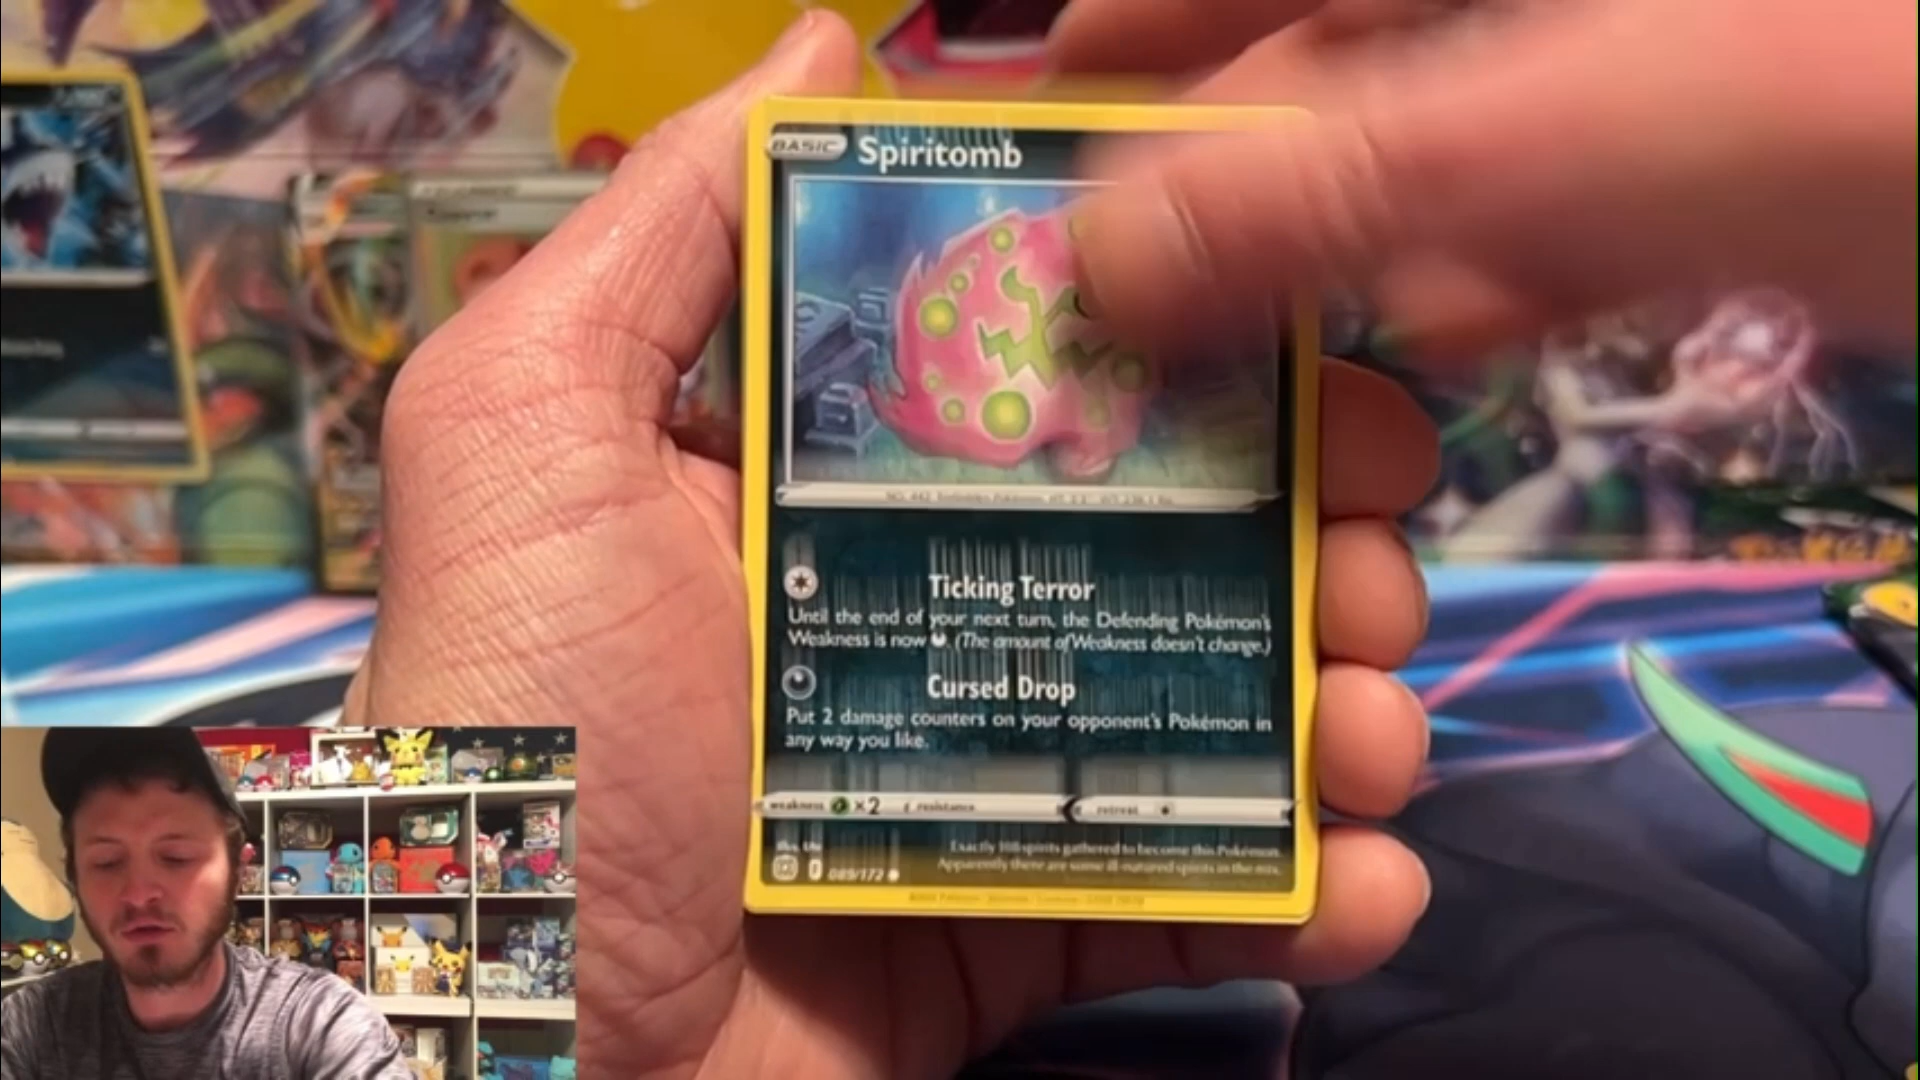 BASIC Spiritomb
Ticking Terror
Until the end of your next turn, the Defending Pokémon's
Weakness is now . (The amount of Weakness doesn't change.)
Cursed Drop
Put 2 damage counters on your opponent's Pokémon in
any way you like.
weakness ×2 resistance retreat
Exactly 108 spirits gathered to become this Pokémon.
089/172 Apparently there are some ill-natured spirits in the mix.